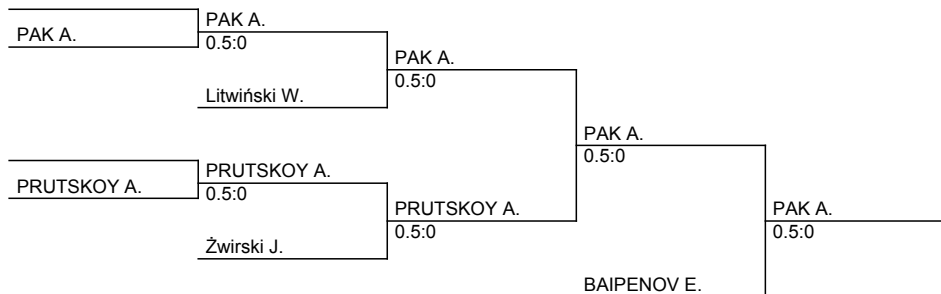 PAK A.
PAK A.
0.5:0
Litwiński W.
PAK A.
0.5:0
PRUTSKOY A.
PRUTSKOY A.
0.5:0
Żwirski J.
PRUTSKOY A.
0.5:0
PAK A.
0.5:0
BAIPENOV E.
PAK A.
0.5:0